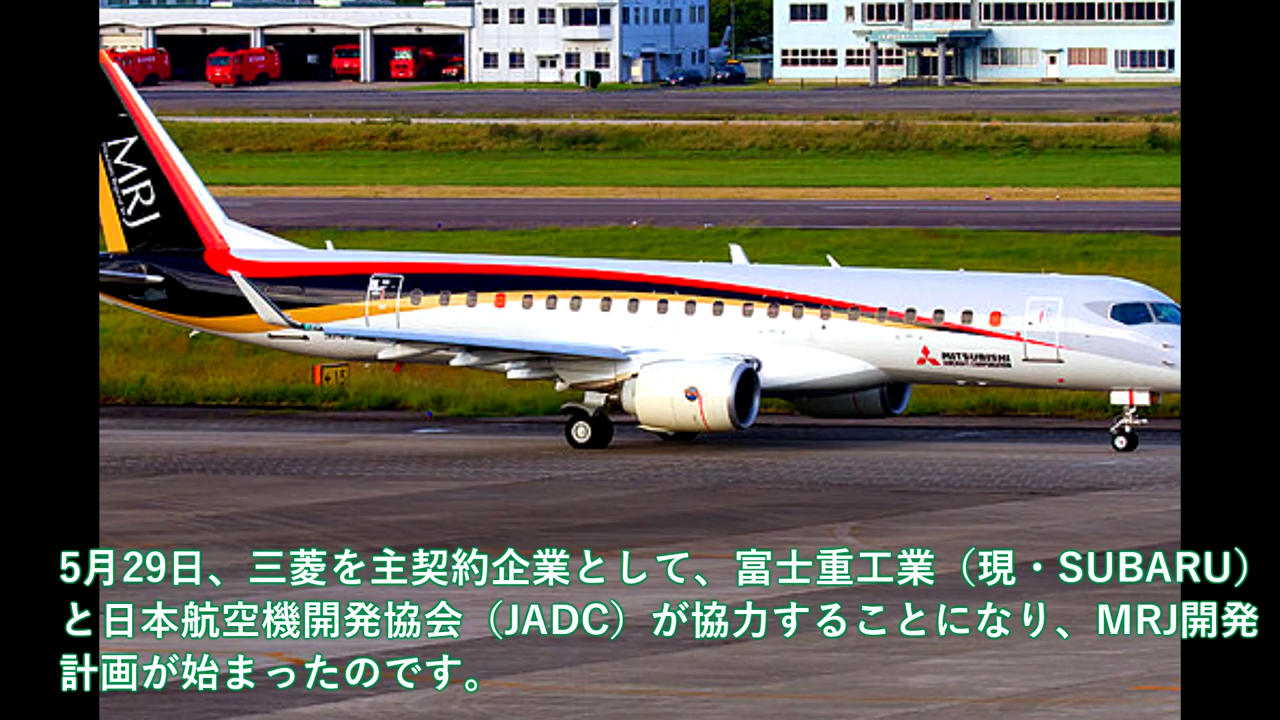 MRJ
+15
MITSUBISHI
AIRCRAFT CORPORATION
5月29日、三菱を主契約企業として、富士重工業（現・SUBARU）
と日本航空機開発協会（JADC）が協力することになり、MRJ開発
計画が始まったのです。